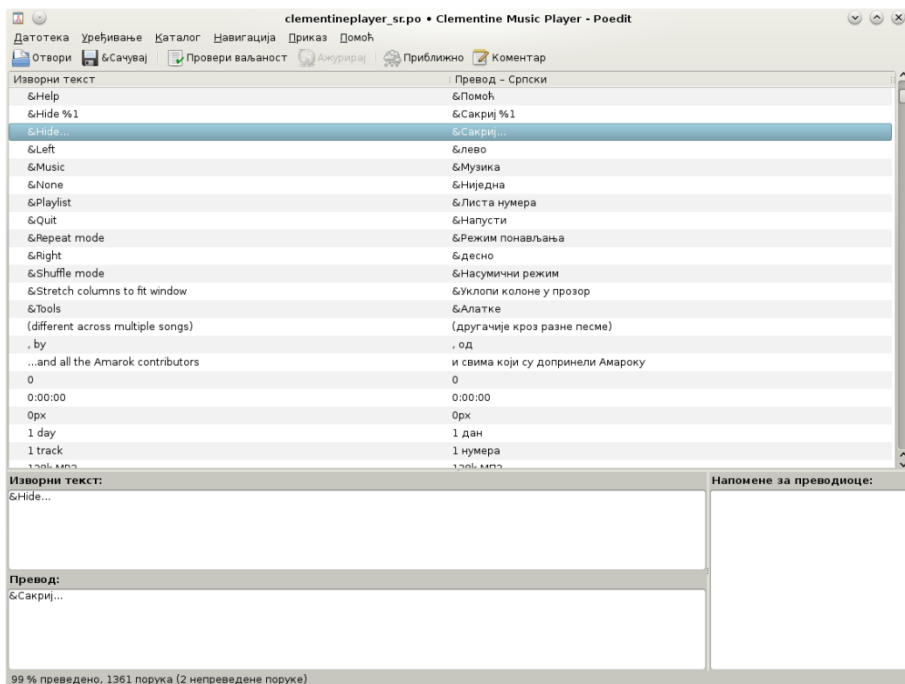 clementineplayer_sr.po • Clementine Music Player - Poedit
Датотека Уређивање Каталог Навигација Приказ Помоћ
Отвори &Сачувај Провери ваљаност Ажурирај Приближно Коментар
Изворни текст Превод – Српски
&Help &Помоћ
&Hide %1 &Сакриј %1
&Hide... &Сакриј...
&Left &лево
&Music &Музика
&None &Ниједна
&Playlist &Листа нумера
&Quit &Напусти
&Repeat mode &Режим понављања
&Right &десно
&Shuffle mode &Насумични режим
&Stretch columns to fit window &Уклопи колоне у прозор
&Tools &Алатке
(different across multiple songs) (другачије кроз разне песме)
, by , од
...and all the Amarok contributors и свима који су допринели Амароку
0 0
0:00:00 0:00:00
0px 0px
1 day 1 дан
1 track 1 нумера
128k MP3 128k МП3
Изворни текст: Напомене за преводиоце:
&Hide...
Превод:
&Сакриј...
99 % преведено, 1361 порука (2 непреведене поруке)